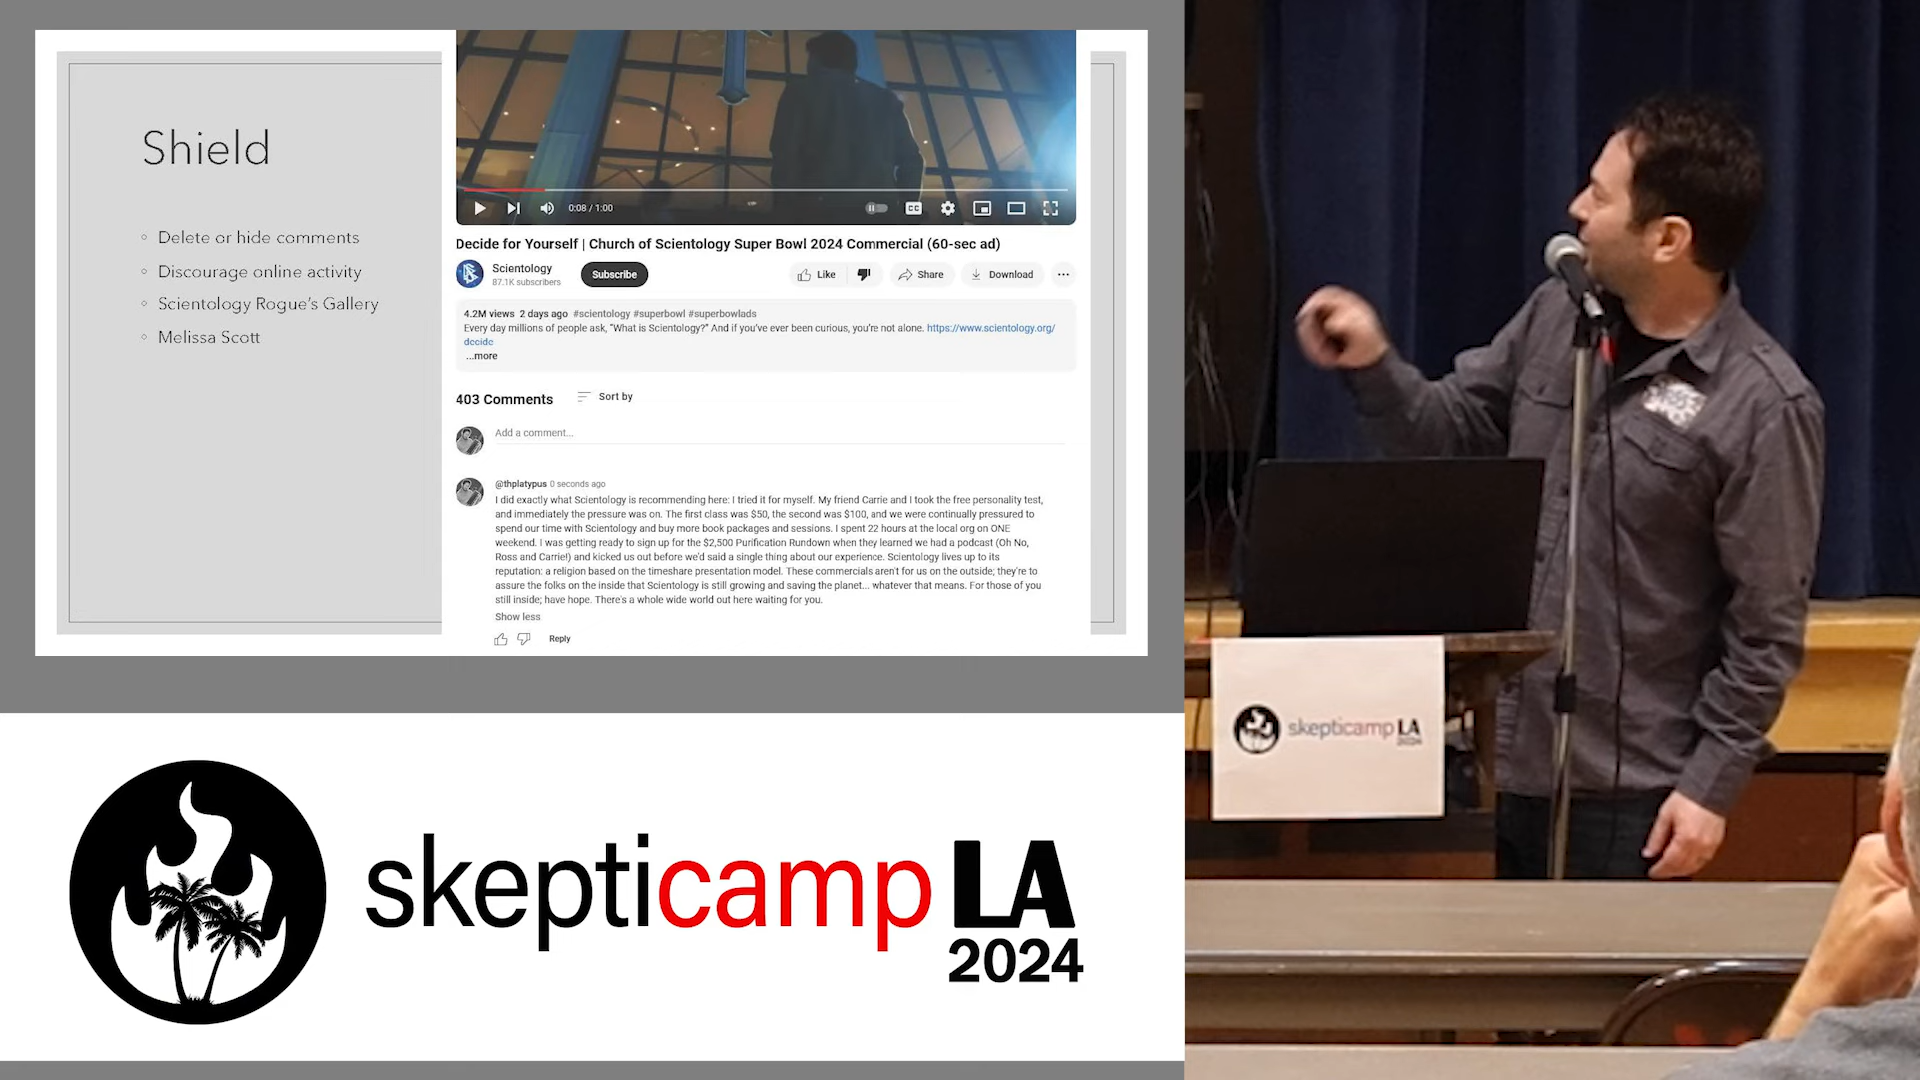 Shield
Delete or hide comments
Discourage online activity
Scientology Rogue's Gallery
Melissa Scott
0:08 / 1:00
CC
Decide for Yourself | Church of Scientology Super Bowl 2024 Commercial (60-sec ad)
Scientology
87.1K subscribers
Subscribe
Like
Share
Download
4.2M views 2 days ago #scientology #superbowl #superbowlads
Every day millions of people ask, "What is Scientology?" And if you've ever been curious, you're not alone. https://www.scientology.org/
decide
...more
403 Comments
Sort by
Add a comment...
@thplatypus 0 seconds ago
I did exactly what Scientology is recommending here: I tried it for myself. My friend Carrie and I took the free personality test,
and immediately the pressure was on. The first class was $50, the second was $100, and we were continually pressured to
spend our time with Scientology and buy more book packages and sessions. I spent 22 hours at the local org on ONE
weekend. I was getting ready to sign up for the $2,500 Purification Rundown when they learned we had a podcast (Oh No,
Ross and Carrie!) and kicked us out before we'd said a single thing about our experience. Scientology lives up to its
reputation: a religion based on the timeshare presentation model. These commercials aren't for us on the outside; they're to
assure the folks on the inside that Scientology is still growing and saving the planet... whatever that means. For those of you
still inside; have hope. There's a whole wide world out here waiting for you.
Show less
Reply
skepticamp LA
2024
skepticamp LA
2024